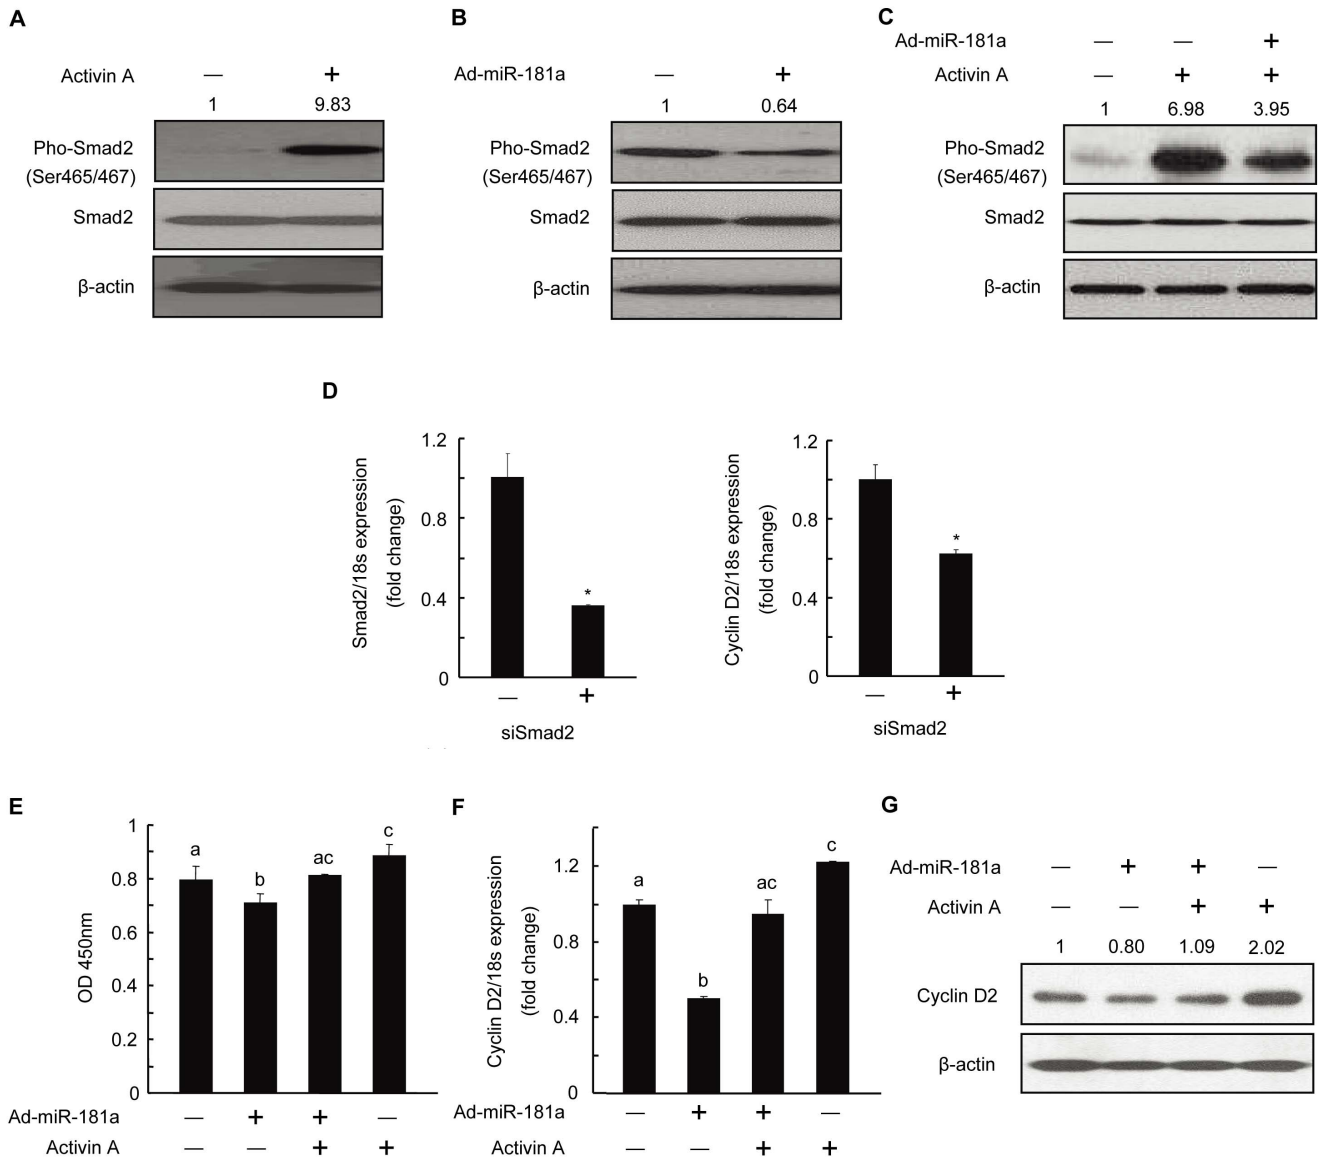 A
Activin A — +
1 9.83
Pho-Smad2
(Ser465/467)
Smad2
β-actin
B
Ad-miR-181a — +
1 0.64
Pho-Smad2
(Ser465/467)
Smad2
β-actin
C
Ad-miR-181a — — +
Activin A — + +
1 6.98 3.95
Pho-Smad2
(Ser465/467)
Smad2
β-actin
D
Smad2/18s expression
(fold change)
1.2
0.8
0.4
0
*
— +
siSmad2
Cyclin D2/18s expression
(fold change)
1.2
0.8
0.4
0
*
— +
siSmad2
E
OD 450nm
1
0.8
0.6
0.4
0.2
0
a b ac c
Ad-miR-181a — + + —
Activin A — — + +
F
Cyclin D2/18s expression
(fold change)
1.2
0.8
0.4
0
a b ac c
Ad-miR-181a — + + —
Activin A — — + +
G
Ad-miR-181a — + + —
Activin A — — + +
1 0.80 1.09 2.02
Cyclin D2
β-actin